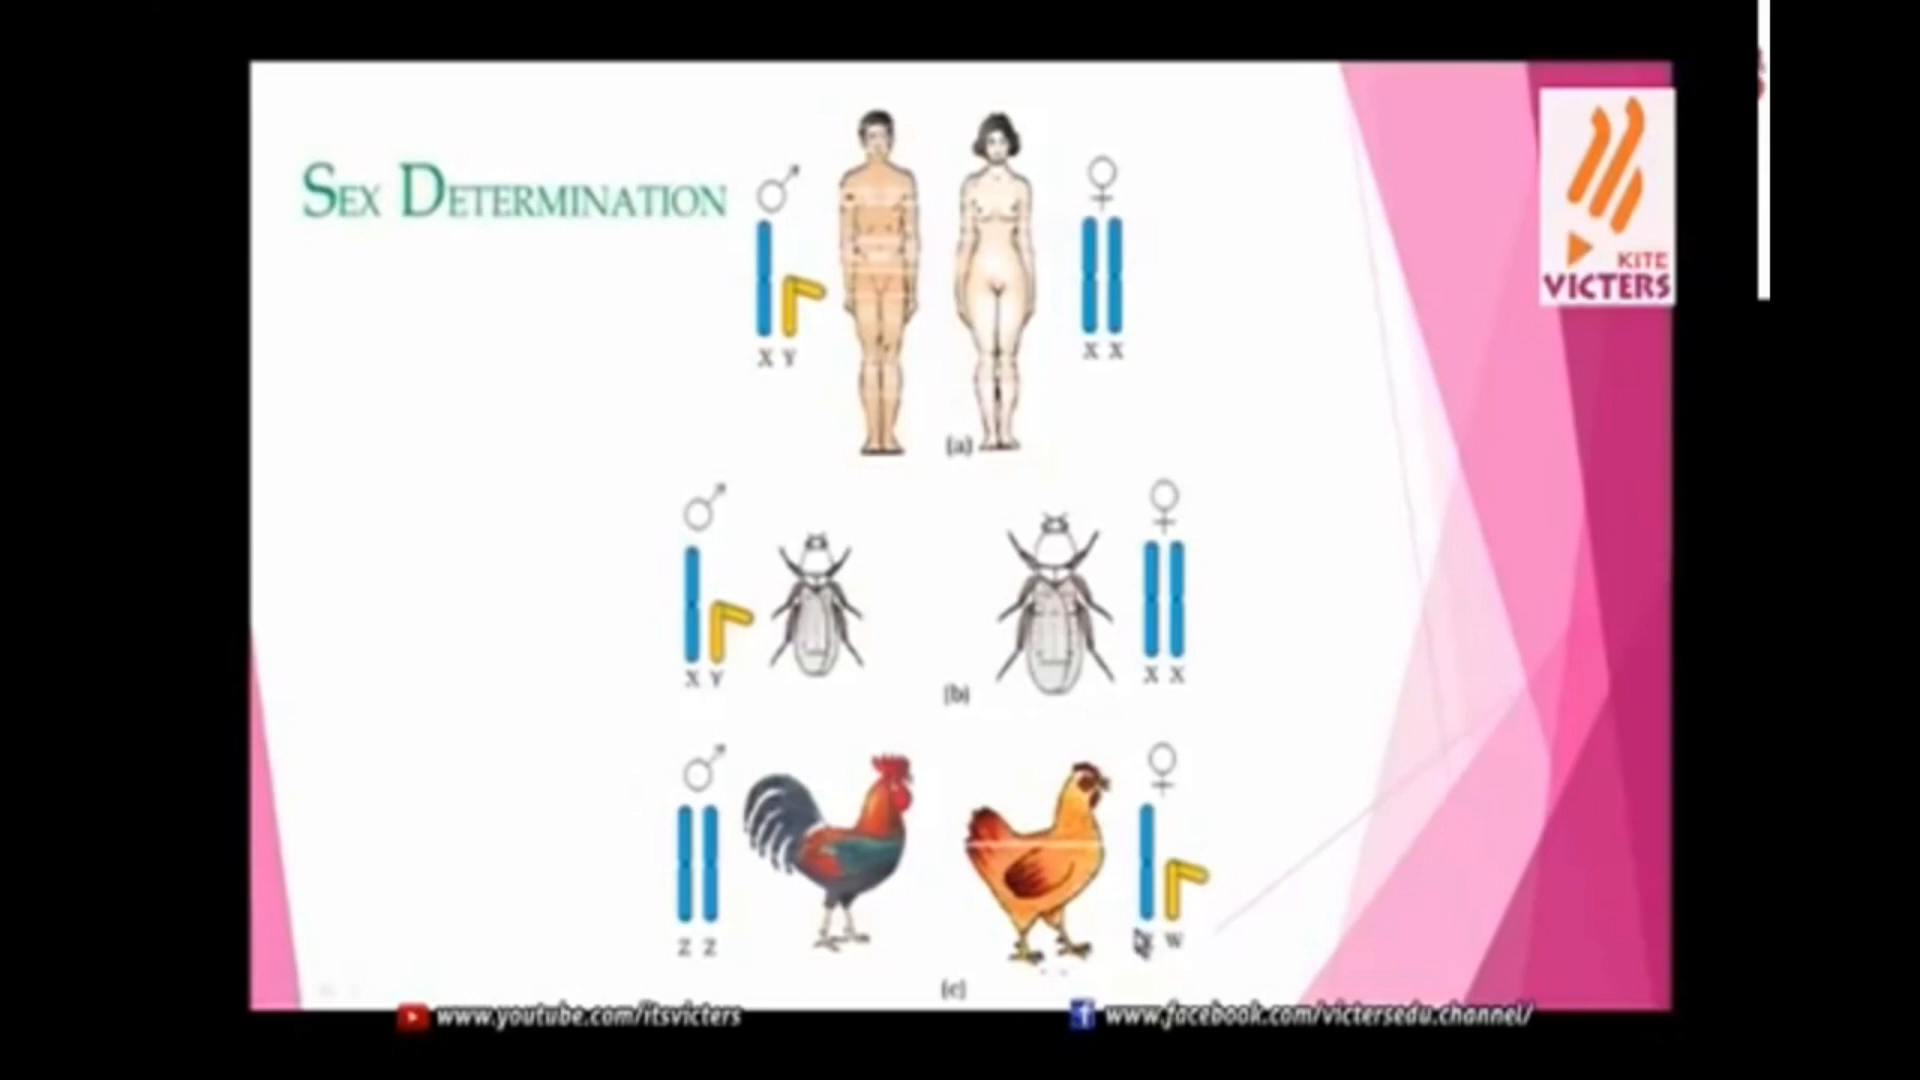 SEX DETERMINATION
♂ ♀
X Y X X
(a)
♂ ♀
X Y X X
(b)
♂ ♀
Z Z W
(c)
KITE
VICTERS
www.youtube.com/itsvicters
www.facebook.com/victersedu.channel/